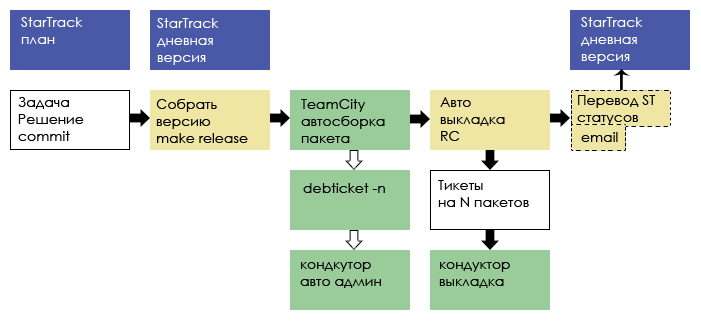 StarTrack
план
StarTrack
дневная
версия
StarTrack
дневная
версия
Задача
Решение
commit
Собрать
версию
make release
TeamCity
автосборка
пакета
Авто
выкладка
RC
Перевод ST
статусов
email
debticket -n
Тикеты
на N пакетов
кондкутор
авто админ
кондуктор
выкладка